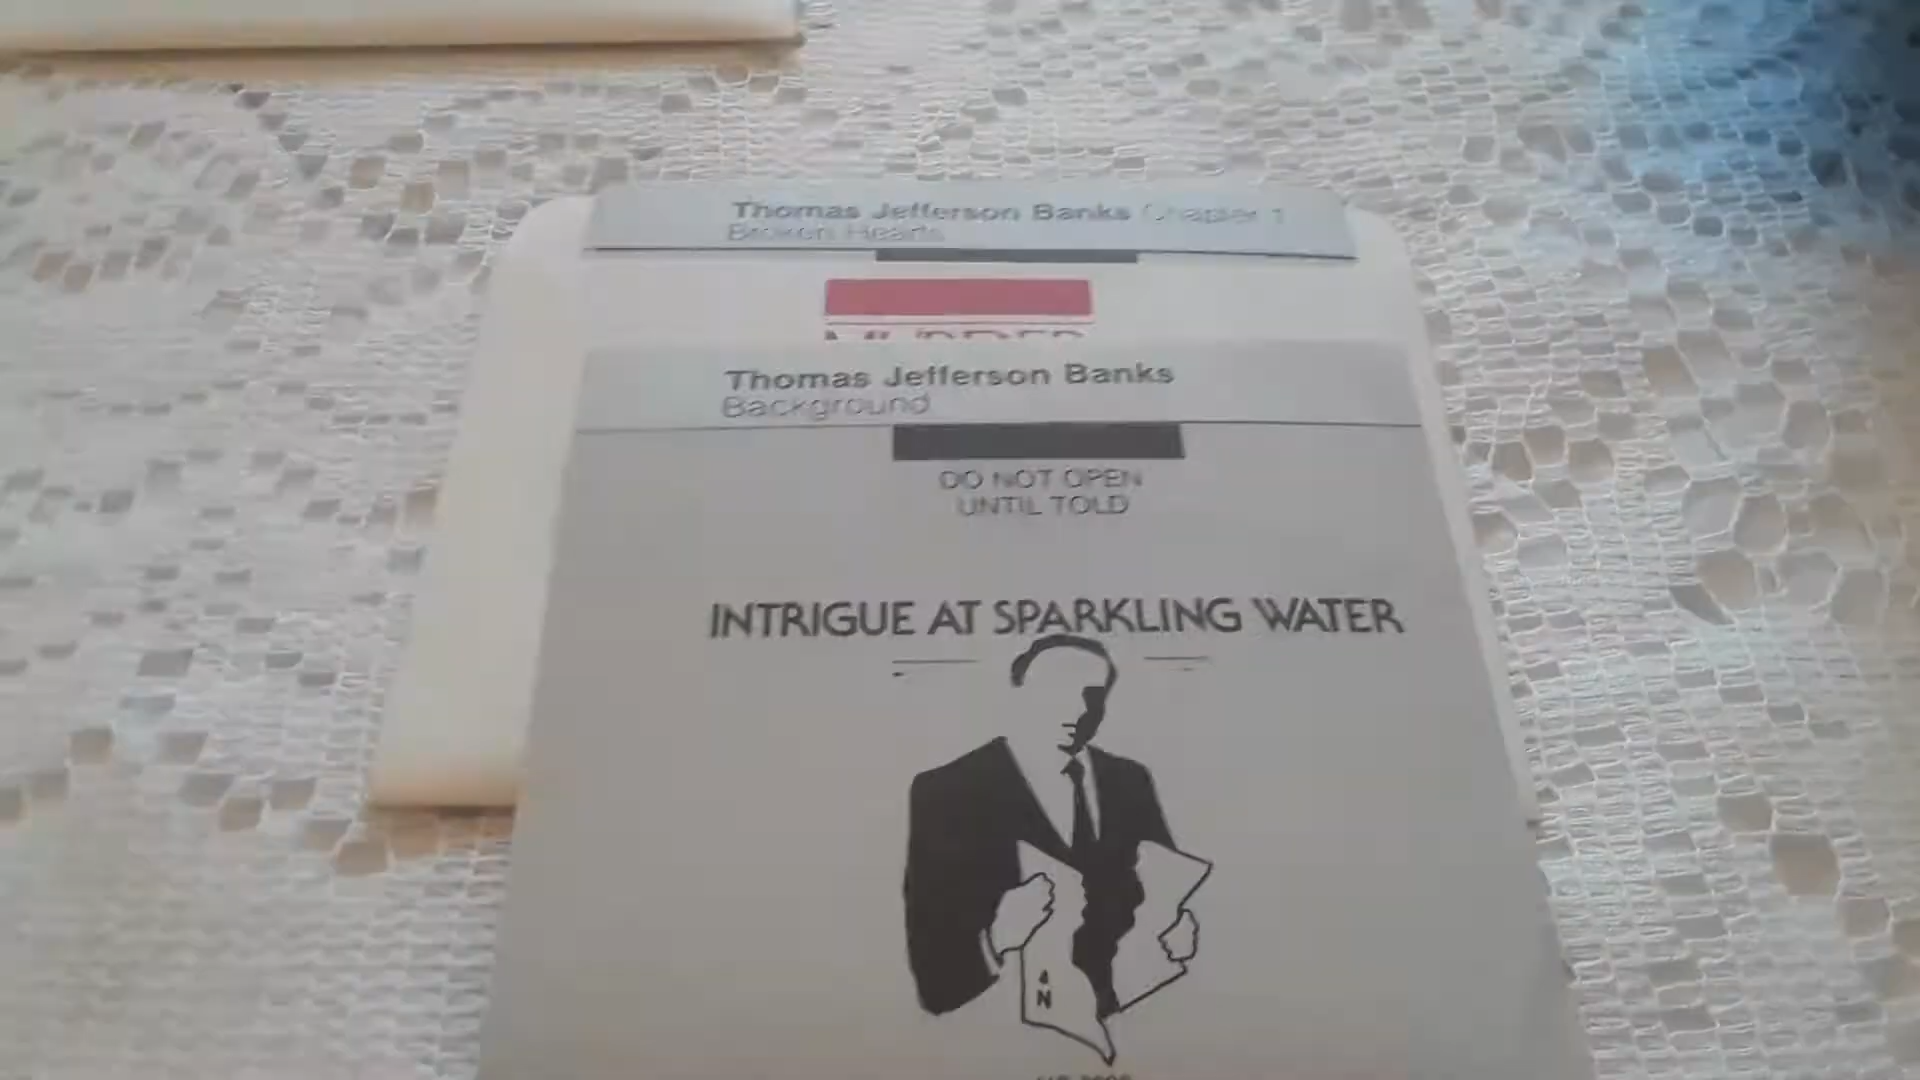 Thomas Jefferson Banks Chapter 1
Broken Hearts
MURDER
Thomas Jefferson Banks
Background
DO NOT OPEN
UNTIL TOLD
INTRIGUE AT SPARKLING WATER
N